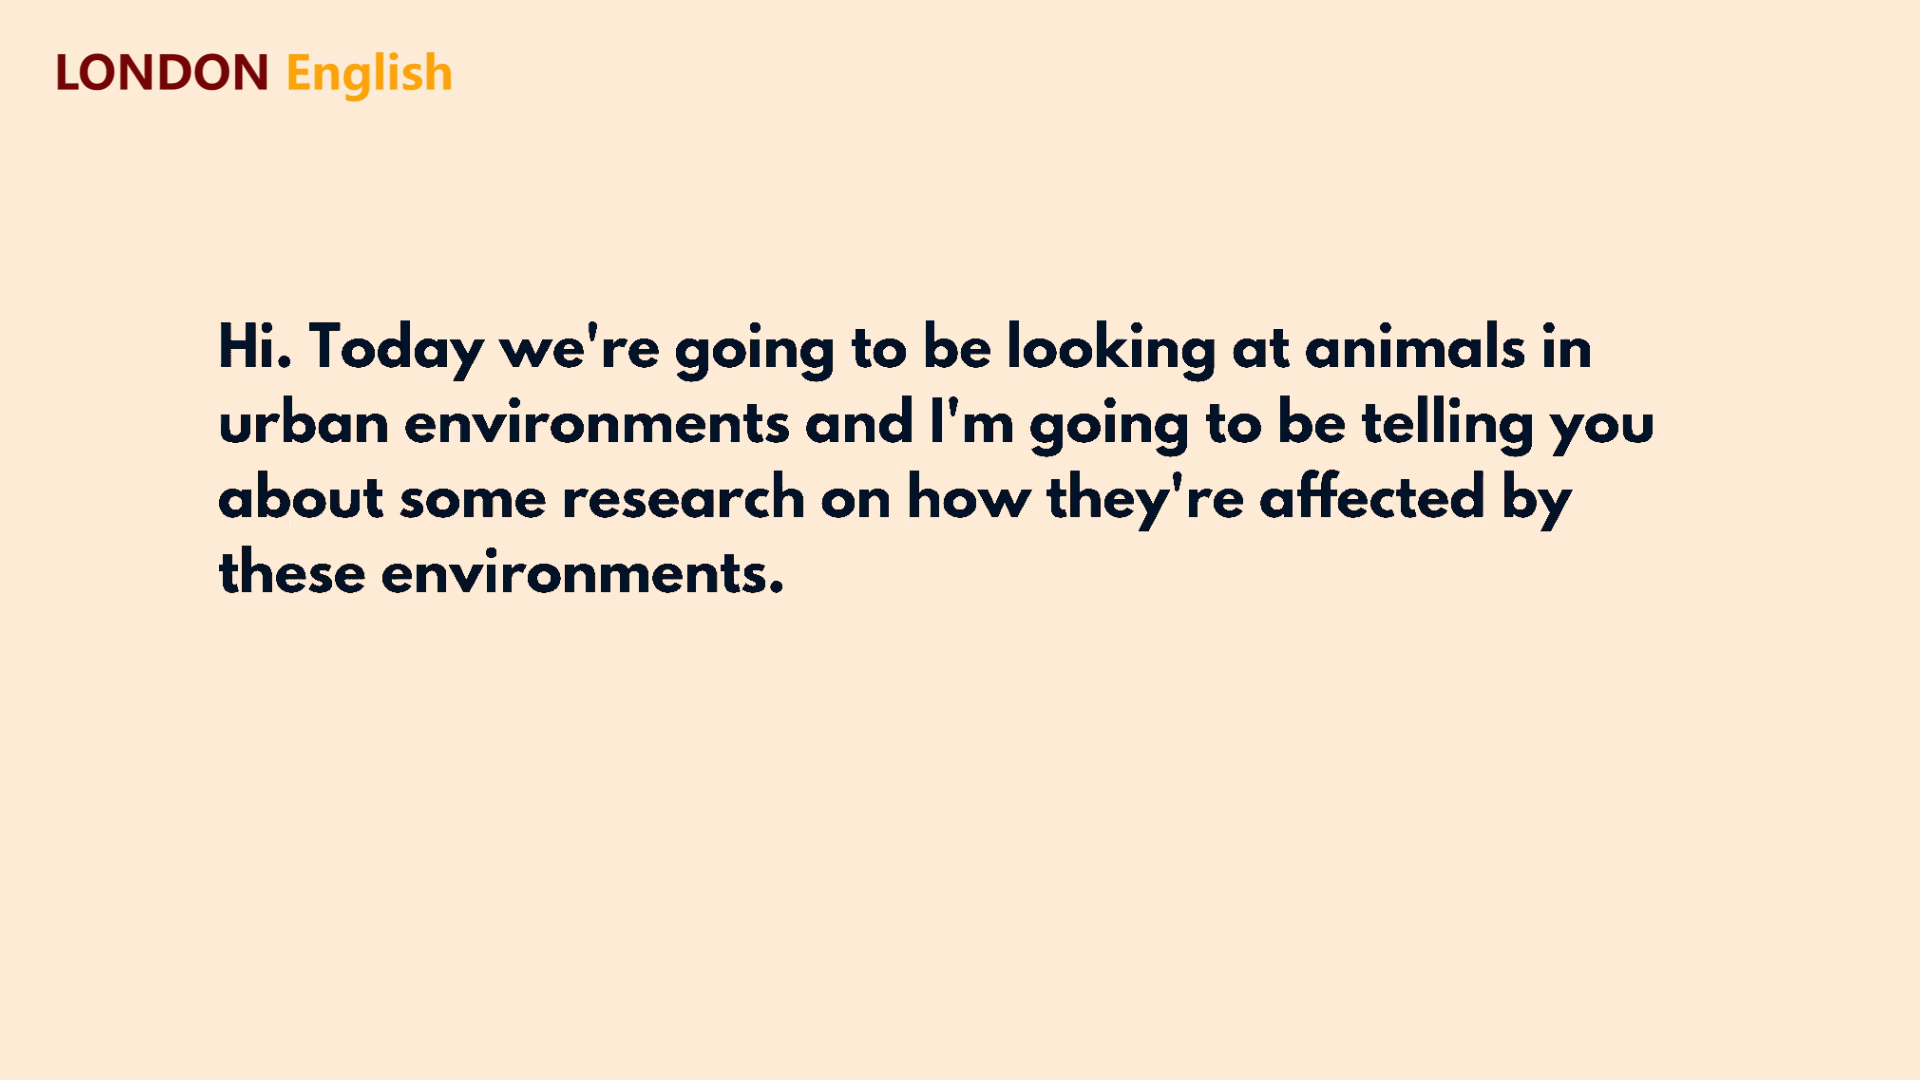 LONDON English
Hi. Today we're going to be looking at animals in
urban environments and I'm going to be telling you
about some research on how they're affected by
these environments.